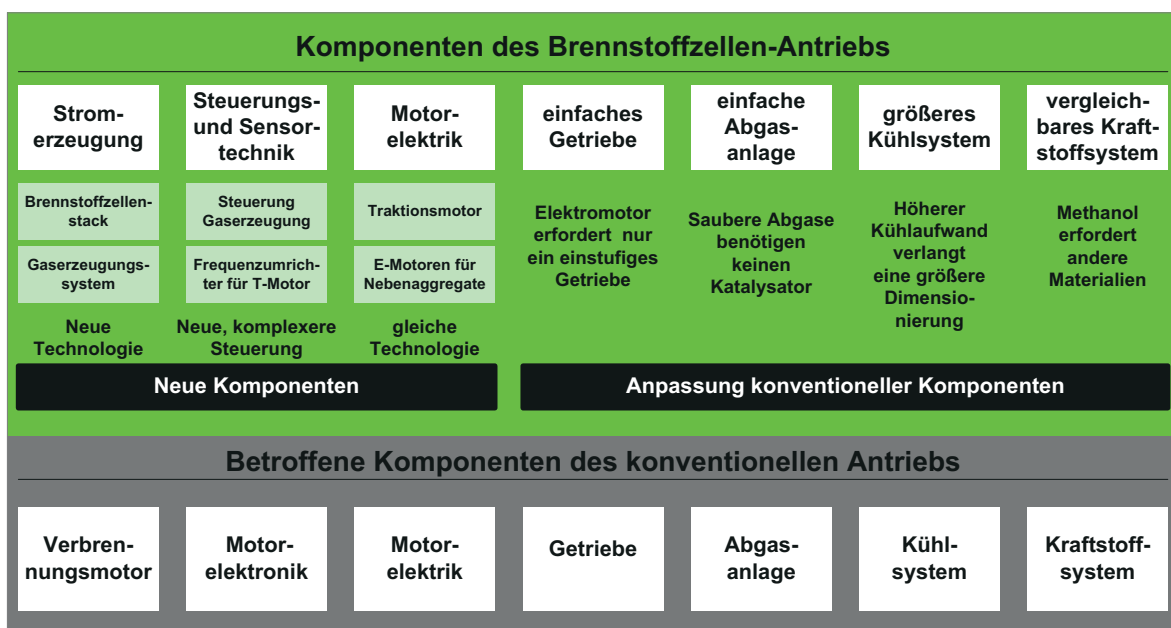 Komponenten des Brennstoffzellen-Antriebs
Strom-
erzeugung
Steuerungs-
und Sensor-
technik
Motor-
elektrik
einfaches
Getriebe
einfache
Abgas-
anlage
größeres
Kühlsystem
vergleich-
bares Kraft-
stoffsystem
Brennstoffzellen-
stack
Gaserzeugungs-
system
Neue
Technologie
Steuerung
Gaserzeugung
Frequenzumrich-
ter für T-Motor
Neue, komplexere
Steuerung
Traktionsmotor
E-Motoren für
Nebenaggregate
gleiche
Technologie
Elektromotor
erfordert nur
ein einstufiges
Getriebe
Saubere Abgase
benötigen
keinen
Katalysator
Höherer
Kühlaufwand
verlangt
eine größere
Dimensio-
nierung
Methanol
erfordert
andere
Materialien
Neue Komponenten
Anpassung konventioneller Komponenten
Betroffene Komponenten des konventionellen Antriebs
Verbren-
nungsmotor
Motor-
elektronik
Motor-
elektrik
Getriebe
Abgas-
anlage
Kühl-
system
Kraftstoff-
system